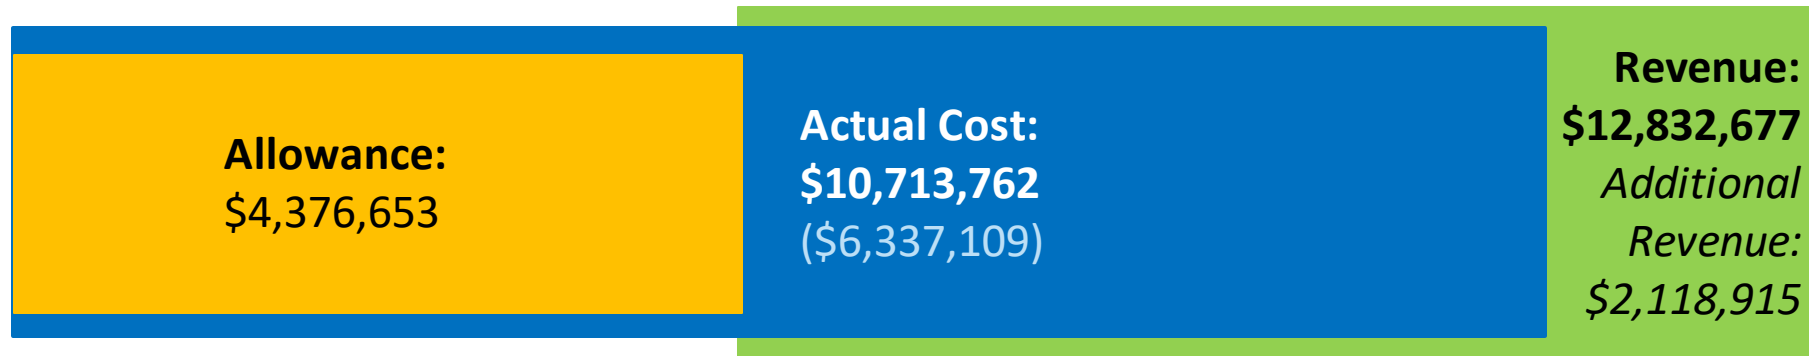 Allowance:
$4,376,653
Actual Cost:
$10,713,762
($6,337,109)
Revenue:
$12,832,677
Additional
Revenue:
$2,118,915